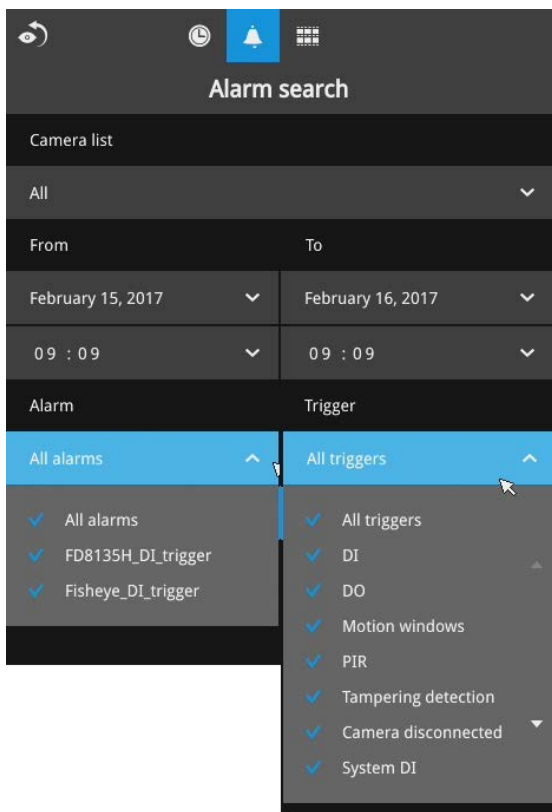 Alarm search
Camera list
All
From To
February 15, 2017 February 16, 2017
09 : 09 09 : 09
Alarm Trigger
All alarms All triggers
All alarms All triggers
FD8135H_DI_trigger DI
Fisheye_DI_trigger DO
Motion windows
PIR
Tampering detection
Camera disconnected
System DI